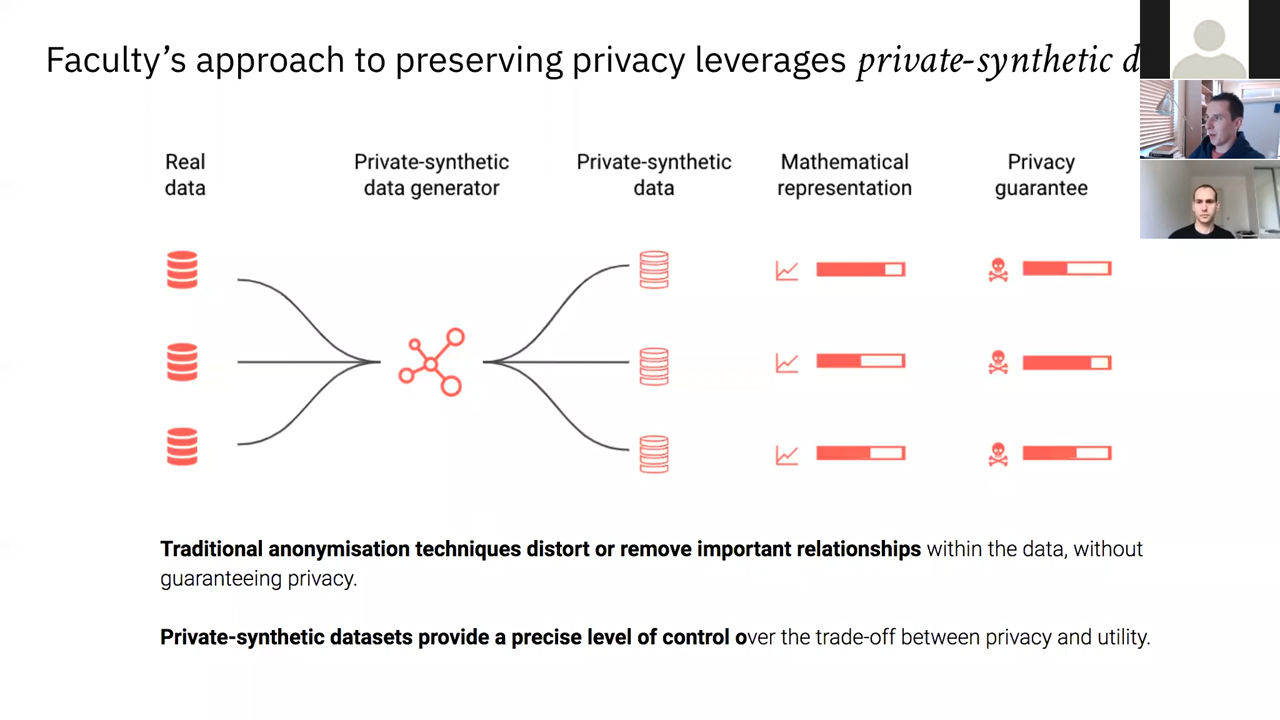 Faculty's approach to preserving privacy leverages private-synthetic d
Real data
Private-synthetic data generator
Private-synthetic data
Mathematical representation
Privacy guarantee
Traditional anonymisation techniques distort or remove important relationships within the data, without
guaranteeing privacy.
Private-synthetic datasets provide a precise level of control over the trade-off between privacy and utility.